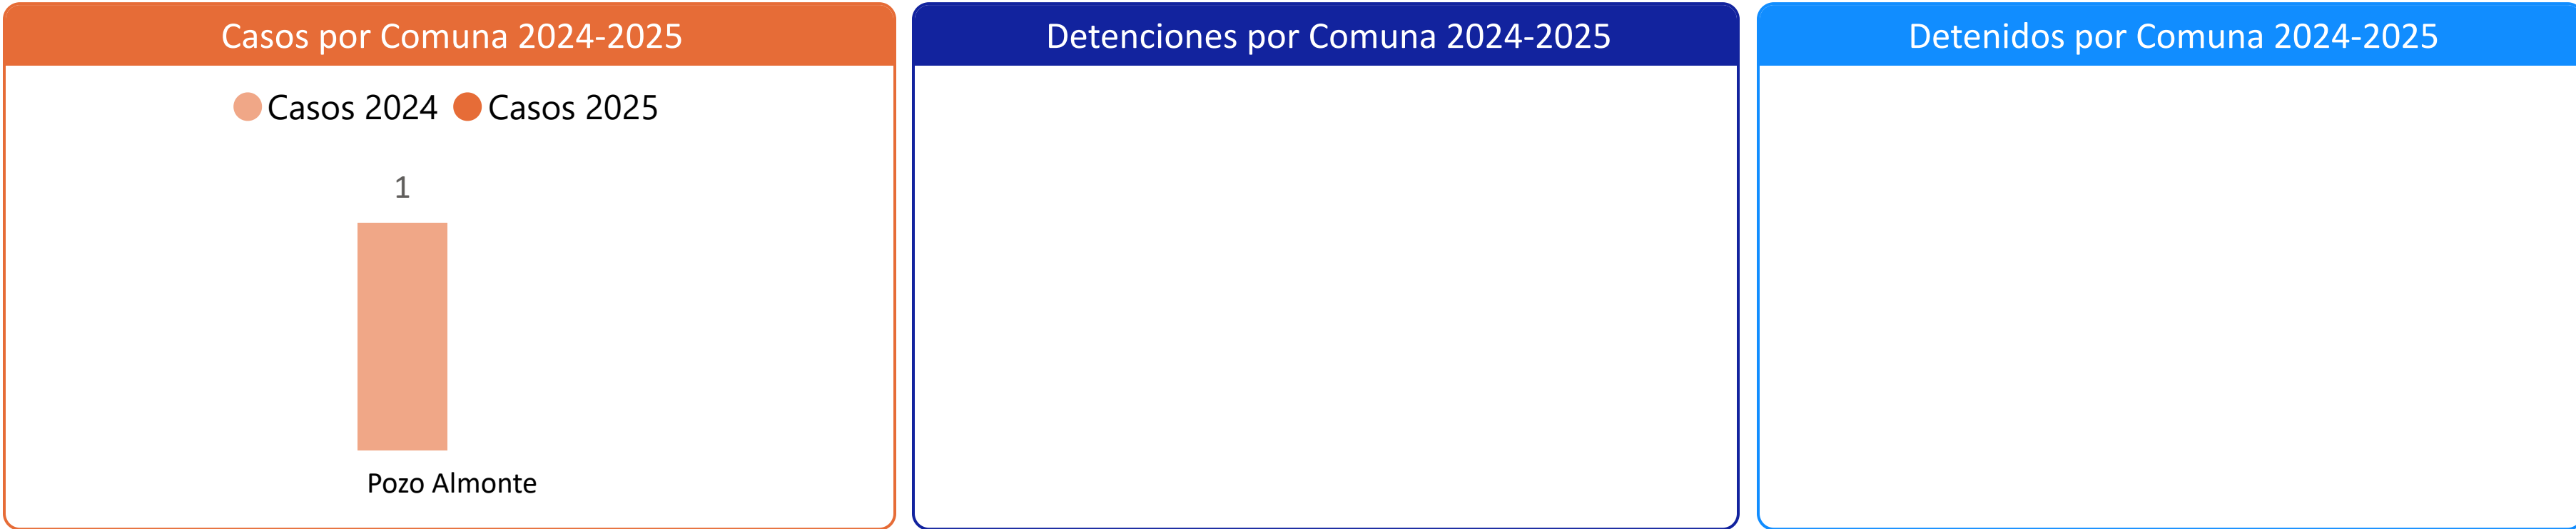 Casos por Comuna 2024-2025
Casos 2024 Casos 2025
1
Pozo Almonte
Detenciones por Comuna 2024-2025
Detenidos por Comuna 2024-2025